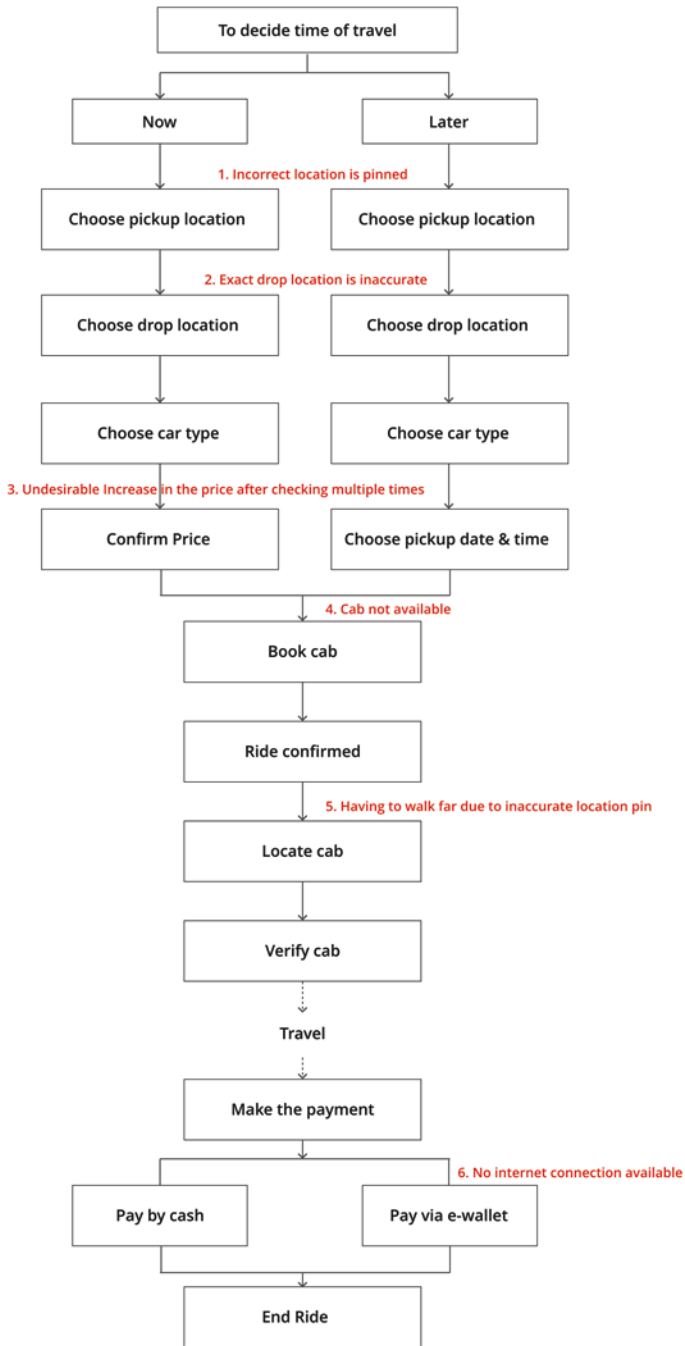 To decide time of travel
Now
Later
1. Incorrect location is pinned
Choose pickup location
Choose pickup location
2. Exact drop location is inaccurate
Choose drop location
Choose drop location
Choose car type
Choose car type
3. Undesirable Increase in the price after checking multiple times
Confirm Price
Choose pickup date & time
4. Cab not available
Book cab
Ride confirmed
5. Having to walk far due to inaccurate location pin
Locate cab
Verify cab
Travel
Make the payment
6. No internet connection available
Pay by cash
Pay via e-wallet
End Ride